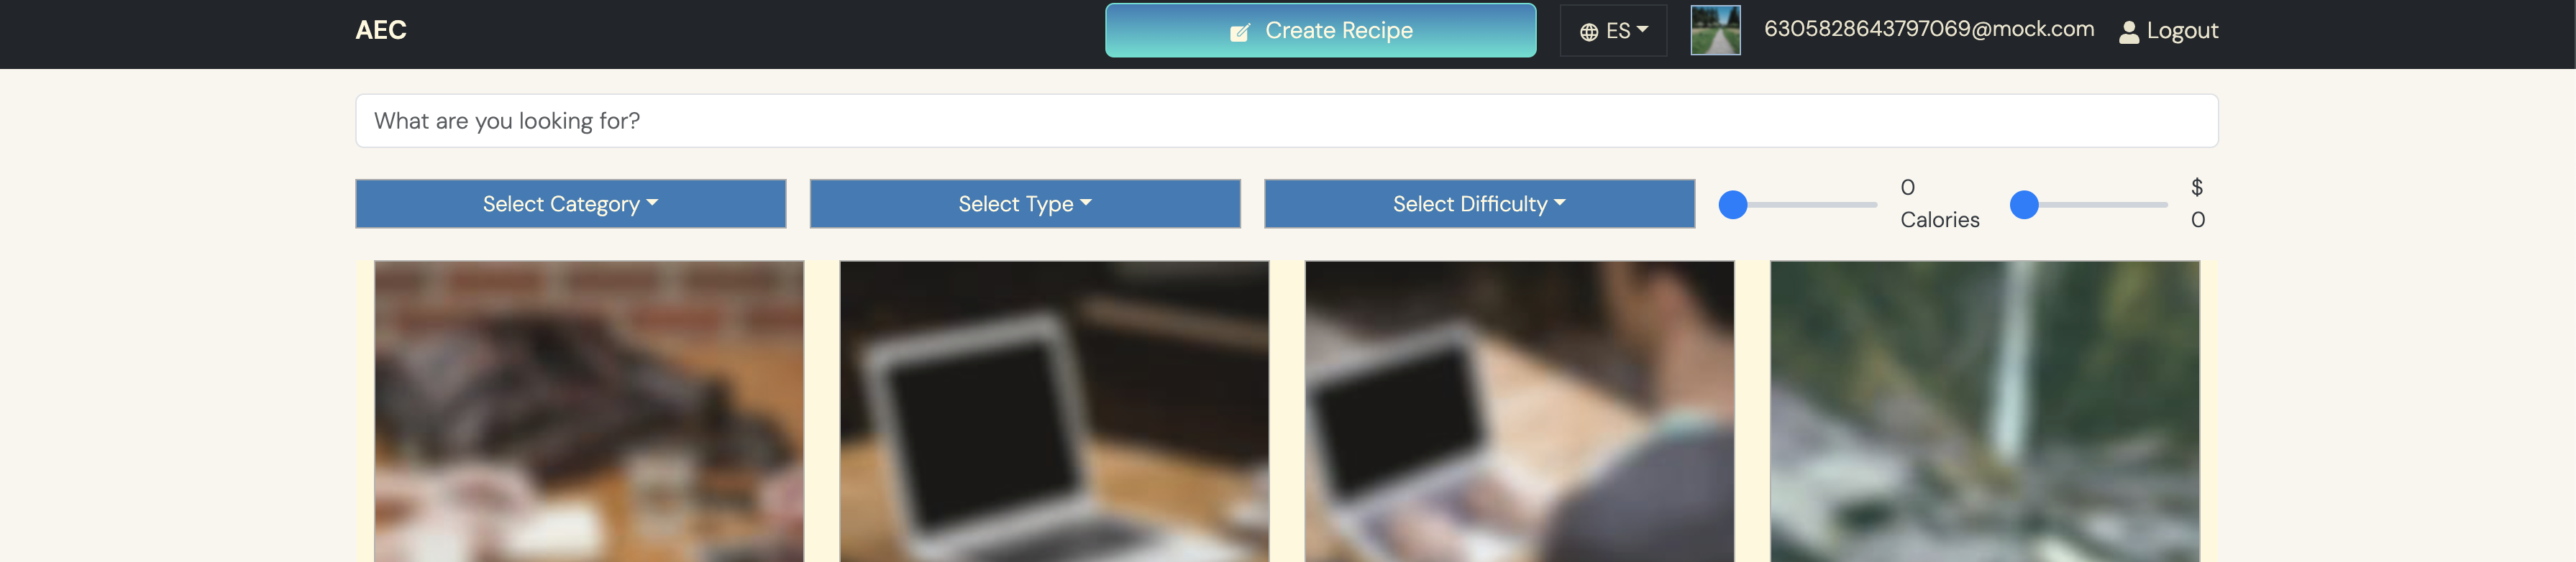 AEC
Create Recipe
ES
6305828643797069@mock.com
Logout
What are you looking for?
Select Category
Select Type
Select Difficulty
0
Calories
$
0